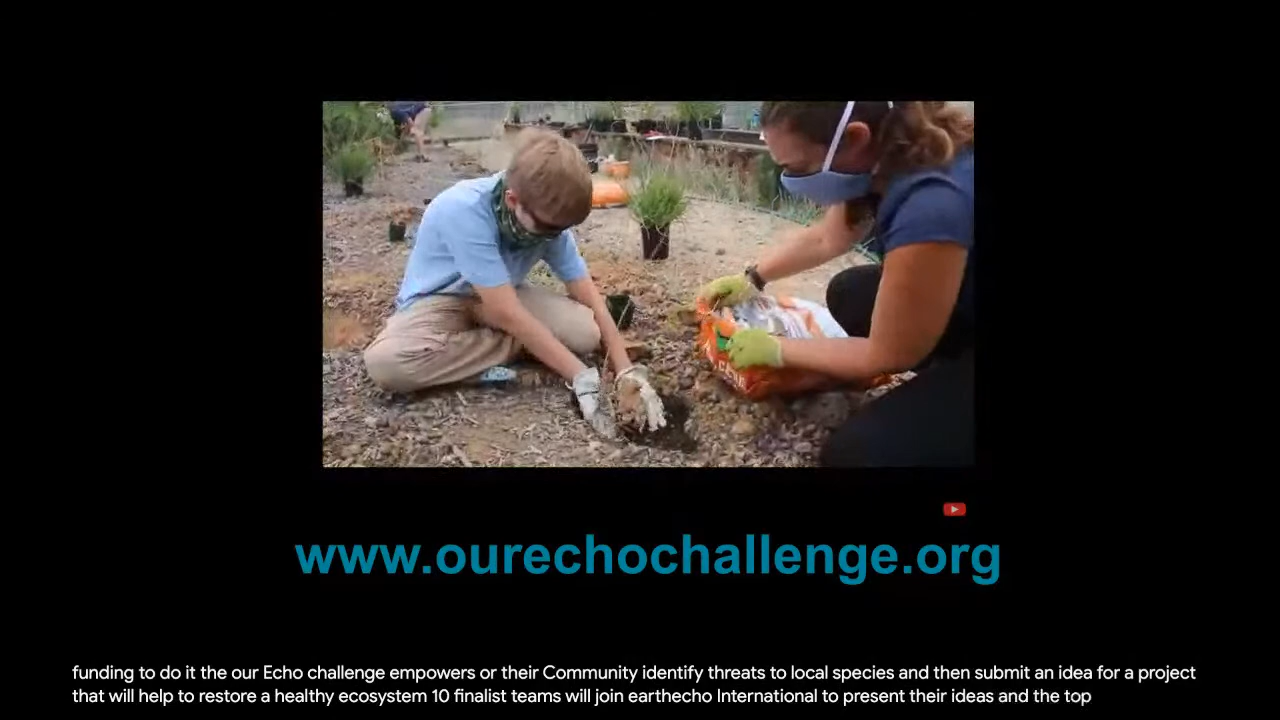 www.ourechochallenge.org
funding to do it the our Echo challenge empowers or their Community identify threats to local species and then submit an idea for a project
that will help to restore a healthy ecosystem 10 finalist teams will join earthecho International to present their ideas and the top